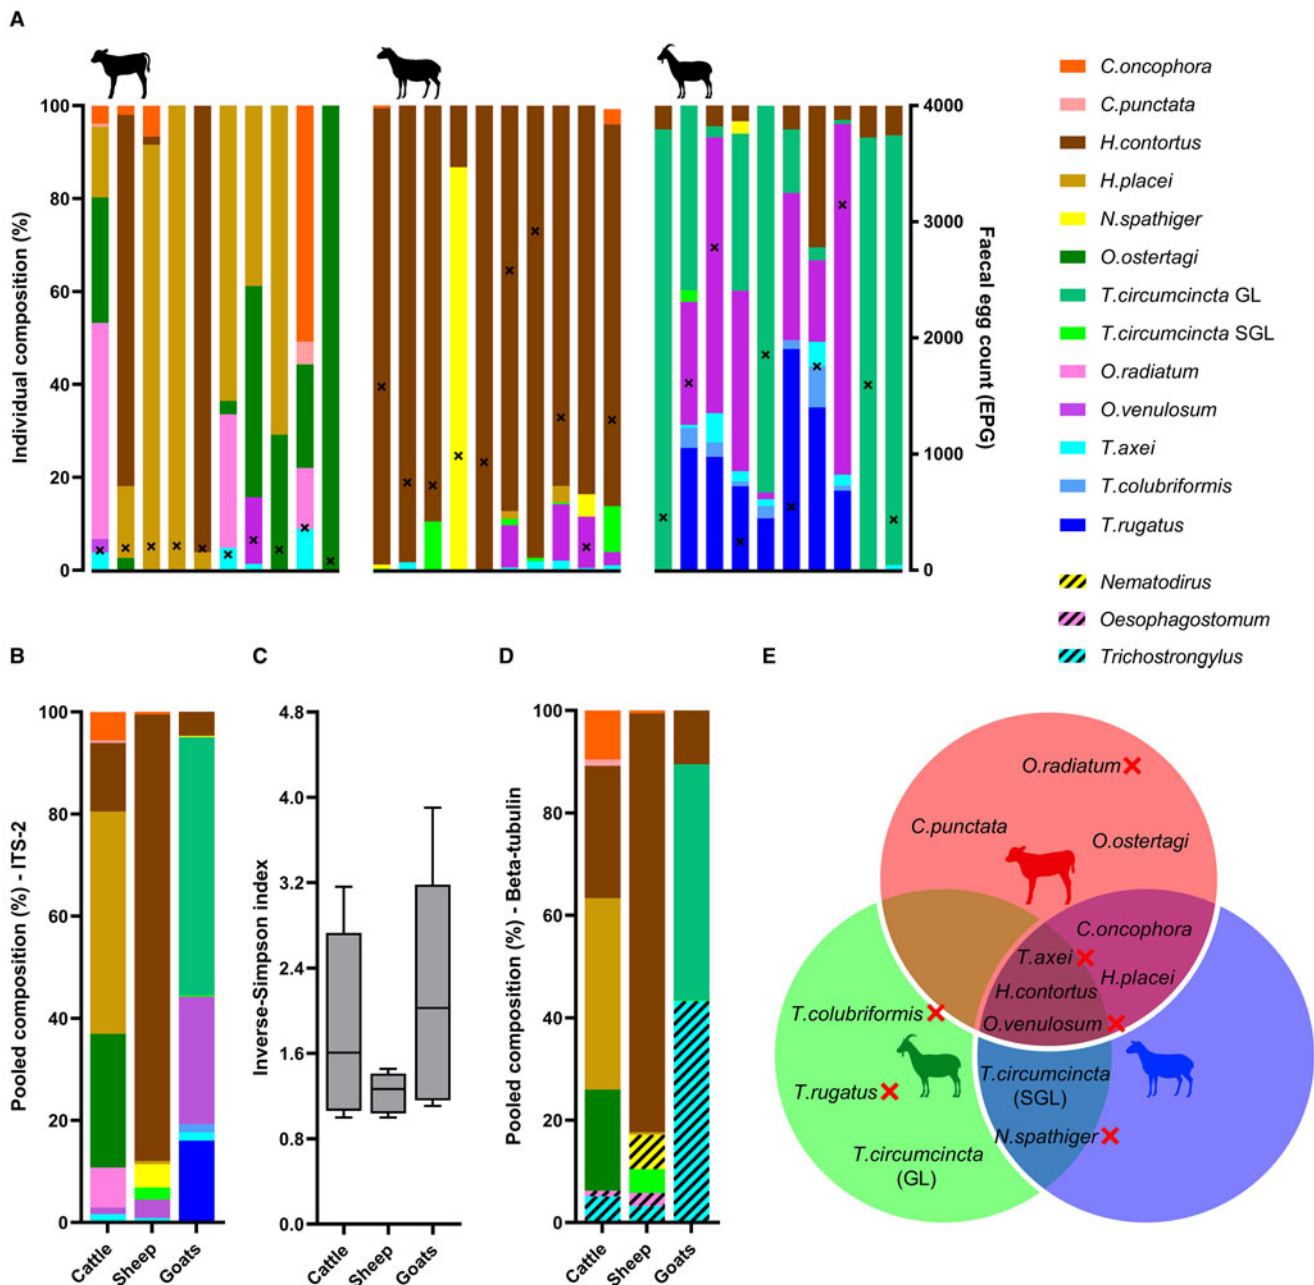 A
Individual composition (%)
100
80
60
40
20
0
4000
3000
2000
1000
0
Faecal egg count (EPG)
C.oncophora
C.punctata
H.contortus
H.placei
N.spathiger
O.ostertagi
T.circumcincta GL
T.circumcincta SGL
O.radiatum
O.venulosum
T.axei
T.colubriformis
T.rugatus
Nematodirus
Oesophagostomum
Trichostrongylus
B
Pooled composition (%) - ITS-2
100
80
60
40
20
0
Cattle
Sheep
Goats
C
Inverse-Simpson index
4.8
4.0
3.2
2.4
1.6
0.8
0.0
Cattle
Sheep
Goats
D
Pooled composition (%) - Beta-tubulin
100
80
60
40
20
0
Cattle
Sheep
Goats
E
O.radiatum
C.punctata
O.ostertagi
C.oncophora
T.axei
H.placei
H.contortus
O.venulosum
T.colubriformis
T.circumcincta
(SGL)
T.rugatus
N.spathiger
T.circumcincta
(GL)